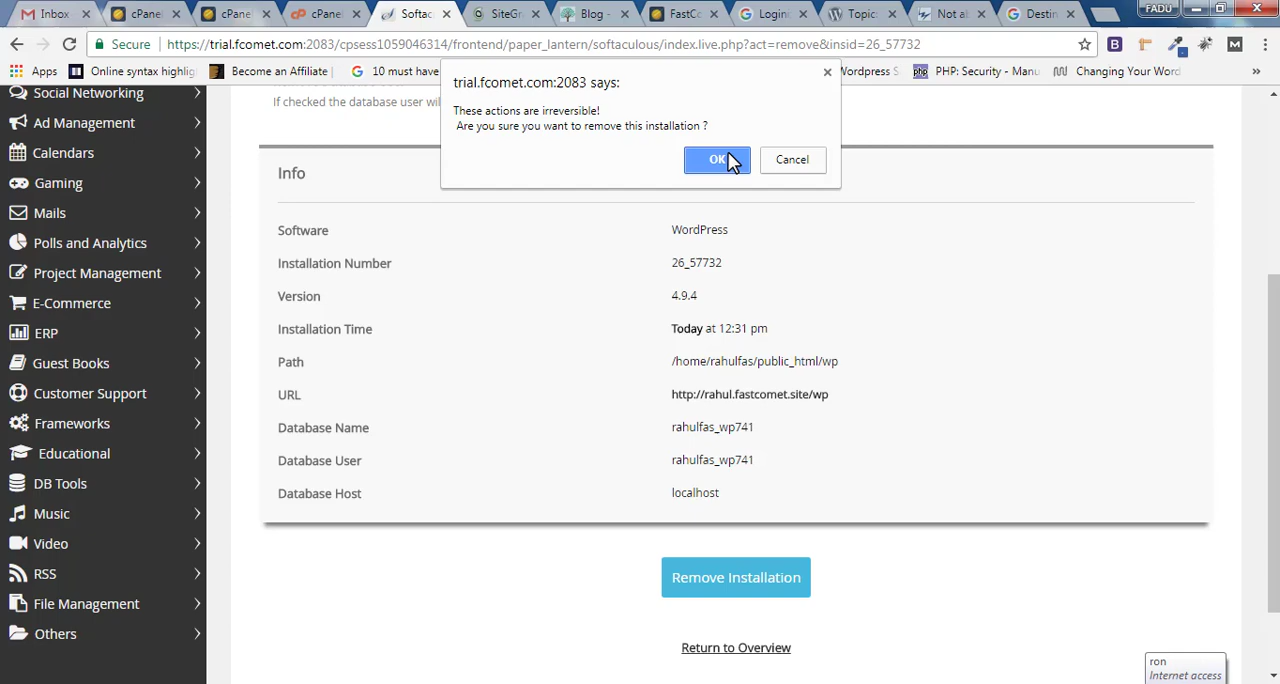 Inbox
cPane
cPane
cPanel
Softac
SiteGr
Blog -
FastCo
Login
WordP
Topic:
Not a
Destin
FADU
Secure
https://trial.fcomet.com:2083/cpsess1059046314/frontend/paper_lantern/softaculous/index.live.php?act=remove&insid=26_57732
Apps
Online syntax highlig
Become an Affiliate
10 must have
Wordpress S
PHP: Security - Manu
Changing Your Word
»
trial.fcomet.com:2083 says:
These actions are irreversible!
Are you sure you want to remove this installation ?
OK
Cancel
If checked the database user wil
Social Networking
Ad Management
Calendars
Gaming
Mails
Polls and Analytics
Project Management
E-Commerce
ERP
Guest Books
Customer Support
Frameworks
Educational
DB Tools
Music
Video
RSS
File Management
Others
Info
Software WordPress
Installation Number 26_57732
Version 4.9.4
Installation Time Today at 12:31 pm
Path /home/rahulfas/public_html/wp
URL http://rahul.fastcomet.site/wp
Database Name rahulfas_wp741
Database User rahulfas_wp741
Database Host localhost
Remove Installation
Return to Overview
ron
Internet access